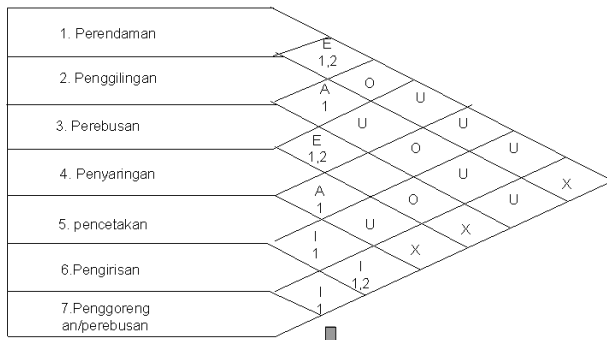 1. Perendaman
2. Penggilingan
3. Perebusan
4. Penyaringan
5. pencetakan
6.Pengirisan
7.Penggoreng
an/perebusan
E
1,2
O
A
1
U
U
U
E
1,2
O
U
U
X
A
1
O
U
U
X
I
1
X
I
1,2
I
1